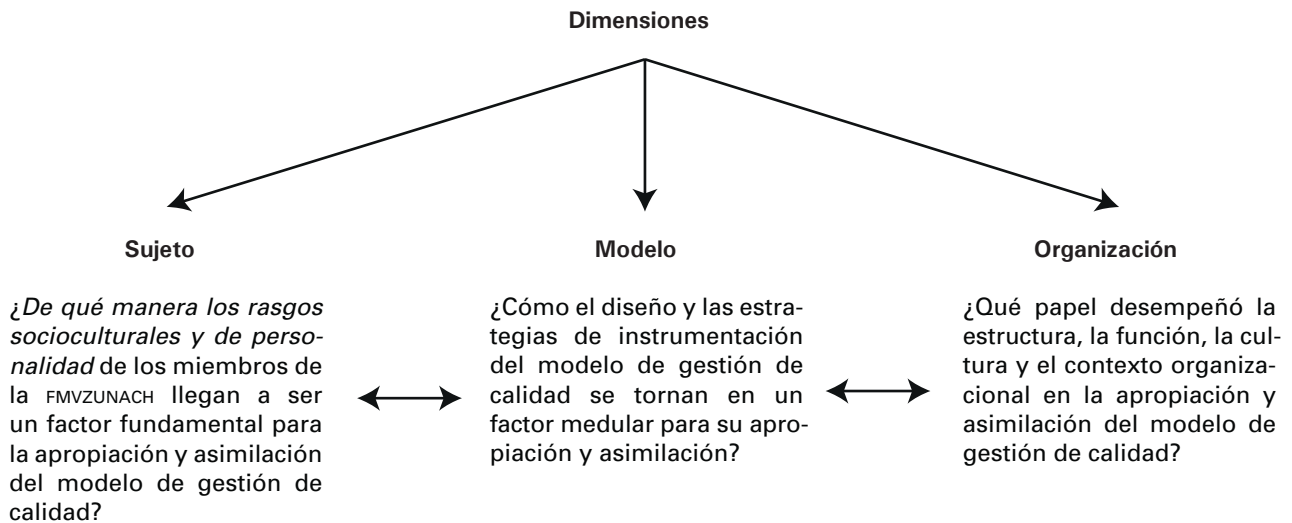 Dimensiones
Sujeto
¿De qué manera los rasgos
socioculturales y de perso-
nalidad de los miembros de
la FMVZUNACH llegan a ser
un factor fundamental para
la apropiación y asimilación
del modelo de gestión de
calidad?
Modelo
¿Cómo el diseño y las estra-
tegias de instrumentación
del modelo de gestión de
calidad se tornan en un
factor medular para su apro-
piación y asimilación?
Organización
¿Qué papel desempeñó la
estructura, la función, la cul-
tura y el contexto organiza-
cional en la apropiación y
asimilación del modelo de
gestión de calidad?